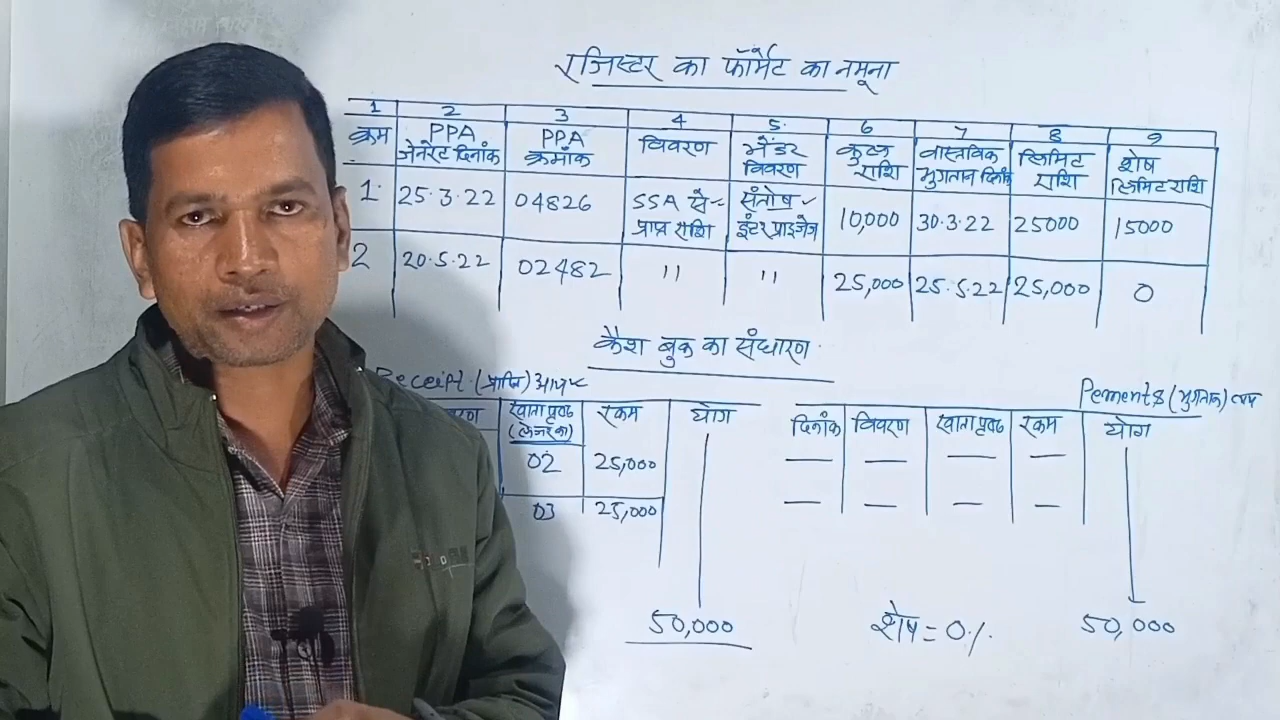 रजिस्टर का फॉर्मेट का नमूना
1 2 3 4 5. 6 7 8 9
क्रम PPA जेनरेट दिनांक PPA क्रमाँक विवरण भेंडर विवरण कुल राशि वास्तविक भुगतान दिनाँक लिमिट राशि शेष लिमिट राशि
1. 25.3.22 04826 SSA से प्राप्त राशि संतोष इंटरप्राइजेज 10,000 30.3.22 25000 15000
2 20.5.22 02482 " " 25,000 25.5.22 25,000 0
कैश बुक का संधारण.
Receipt.(प्राप्ति) आय Pements (भुगतान) व्यय
रण खाता पृष्ठ (लेजर का) रकम योग दिनाँक विवरण खाता पृष्ठ रकम योग
02 25,000 — — — —
03 25,000 — — — —
50,000 शेष = 0%. 50,000